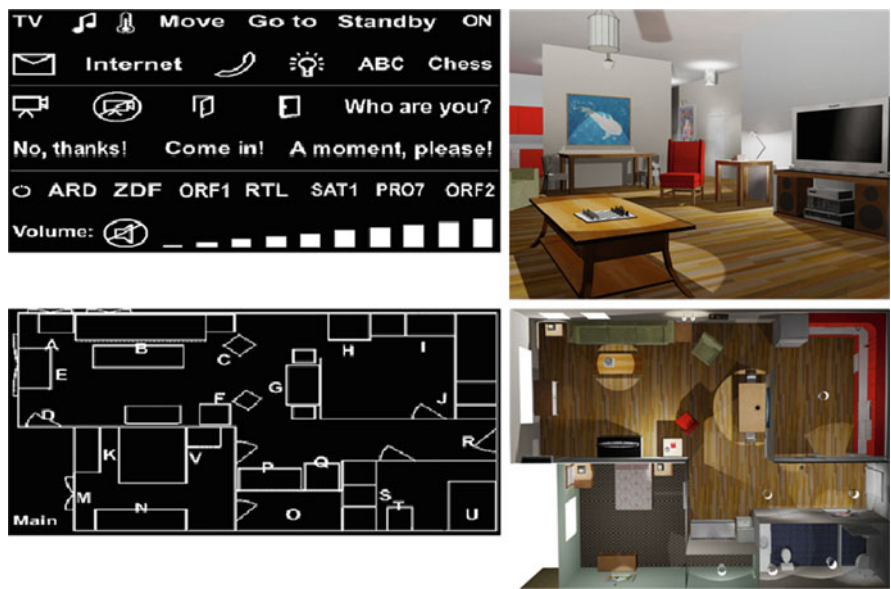 TV Move Go to Standby ON
Internet ABC Chess
Who are you?
No, thanks! Come in! A moment, please!
ARD ZDF ORF1 RTL SAT1 PRO7 ORF2
Volume:
A B C H I
E
D F G J
K V P Q R
M N O S T U
Main